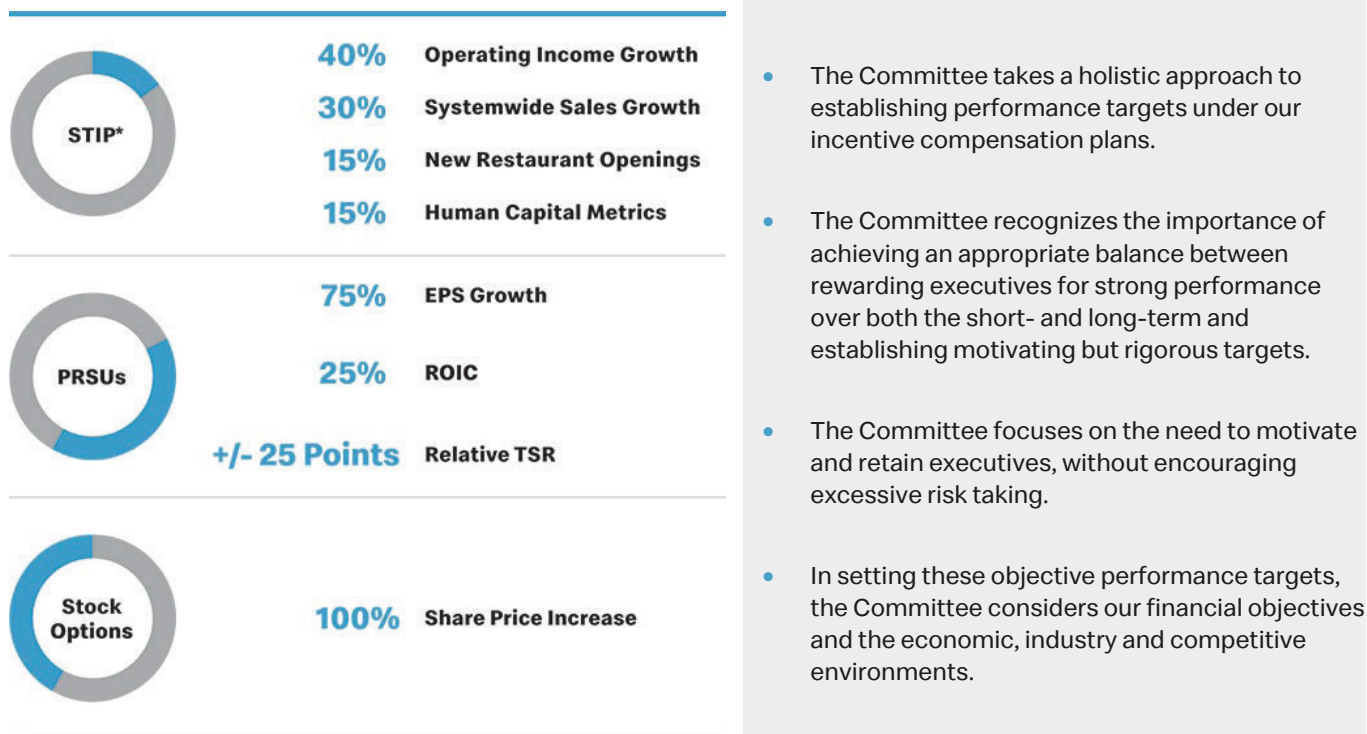 STIP*
40% Operating Income Growth
30% Systemwide Sales Growth
15% New Restaurant Openings
15% Human Capital Metrics
PRSUs
75% EPS Growth
25% ROIC
+/- 25 Points Relative TSR
Stock
Options
100% Share Price Increase
• The Committee takes a holistic approach to
establishing performance targets under our
incentive compensation plans.
• The Committee recognizes the importance of
achieving an appropriate balance between
rewarding executives for strong performance
over both the short- and long-term and
establishing motivating but rigorous targets.
• The Committee focuses on the need to motivate
and retain executives, without encouraging
excessive risk taking.
• In setting these objective performance targets,
the Committee considers our financial objectives
and the economic, industry and competitive
environments.